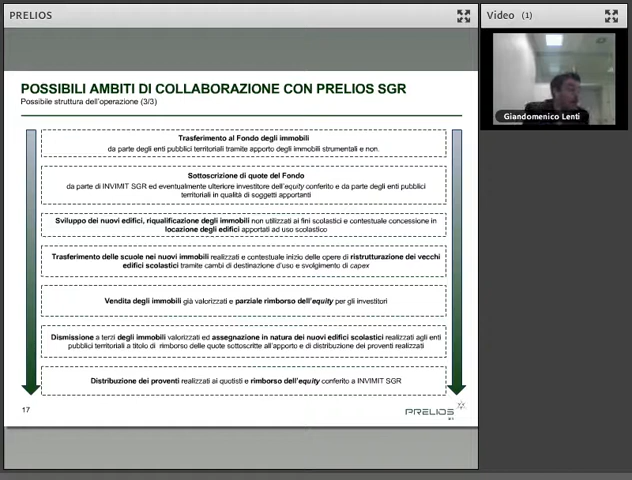 PRELIOS
Video (1)
Giandomenico Lenti
POSSIBILI AMBITI DI COLLABORAZIONE CON PRELIOS SGR
Possibile struttura dell'operazione (3/3)
Trasferimento al Fondo degli immobili
da parte degli enti pubblici territoriali tramite apporto degli immobili strumentali e non.
Sottoscrizione di quote del Fondo
da parte di INVIMIT SGR ed eventualmente ulteriore investitore dell'equity conferito e da parte degli enti pubblici
territoriali in qualità di soggetti apportanti
Sviluppo dei nuovi edifici, riqualificazione degli immobili non utilizzati ai fini scolastici e contestuale concessione in
locazione degli edifici apportati ad uso scolastico
Trasferimento delle scuole nei nuovi immobili realizzati e contestuale inizio delle opere di ristrutturazione dei vecchi
edifici scolastici tramite cambi di destinazione d'uso e svolgimento di capex
Vendita degli immobili già valorizzati e parziale rimborso dell'equity per gli investitori
Dismissione a terzi degli immobili valorizzati ed assegnazione in natura dei nuovi edifici scolastici realizzati agli enti
pubblici territoriali a titolo di rimborso delle quote sottoscritte all'apporto e di distribuzione dei proventi realizzati
Distribuzione dei proventi realizzati ai quotisti e rimborso dell'equity conferito a INVIMIT SGR
17
PRELIOS